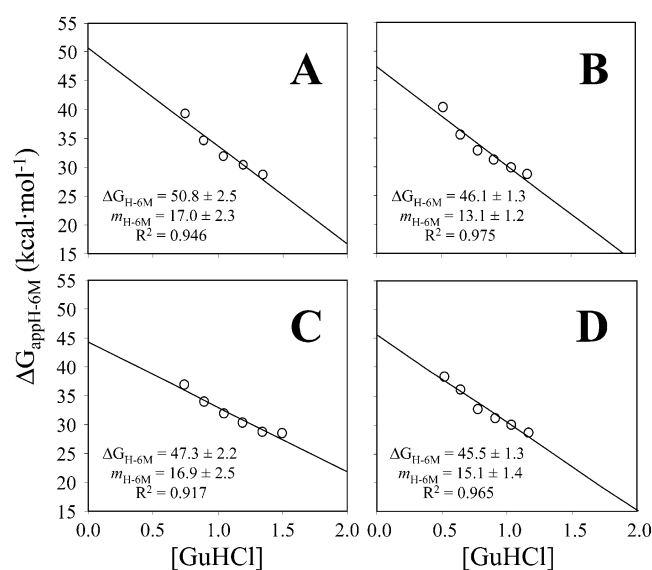 55
50
45
40
35
30
25
20
15
A
ΔG_H-6M = 50.8 ± 2.5
m_H-6M = 17.0 ± 2.3
R² = 0.946
B
ΔG_H-6M = 46.1 ± 1.3
m_H-6M = 13.1 ± 1.2
R² = 0.975
ΔG_appH-6M (kcal·mol⁻¹)
55
50
45
40
35
30
25
20
15
C
ΔG_H-6M = 47.3 ± 2.2
m_H-6M = 16.9 ± 2.5
R² = 0.917
D
ΔG_H-6M = 45.5 ± 1.3
m_H-6M = 15.1 ± 1.4
R² = 0.965
0.0 0.5 1.0 1.5 2.0
0.0 0.5 1.0 1.5 2.0
[GuHCl]
[GuHCl]